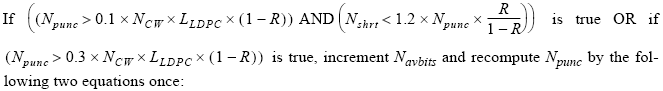 If ((N_punc > 0.1 × N_CW × L_LDPC × (1 – R)) AND (N_shrt < 1.2 × N_punc × R/(1 – R))) is true OR if
(N_punc > 0.3 × N_CW × L_LDPC × (1 – R)) is true, increment N_avbits and recompute N_punc by the fol-
lowing two equations once: